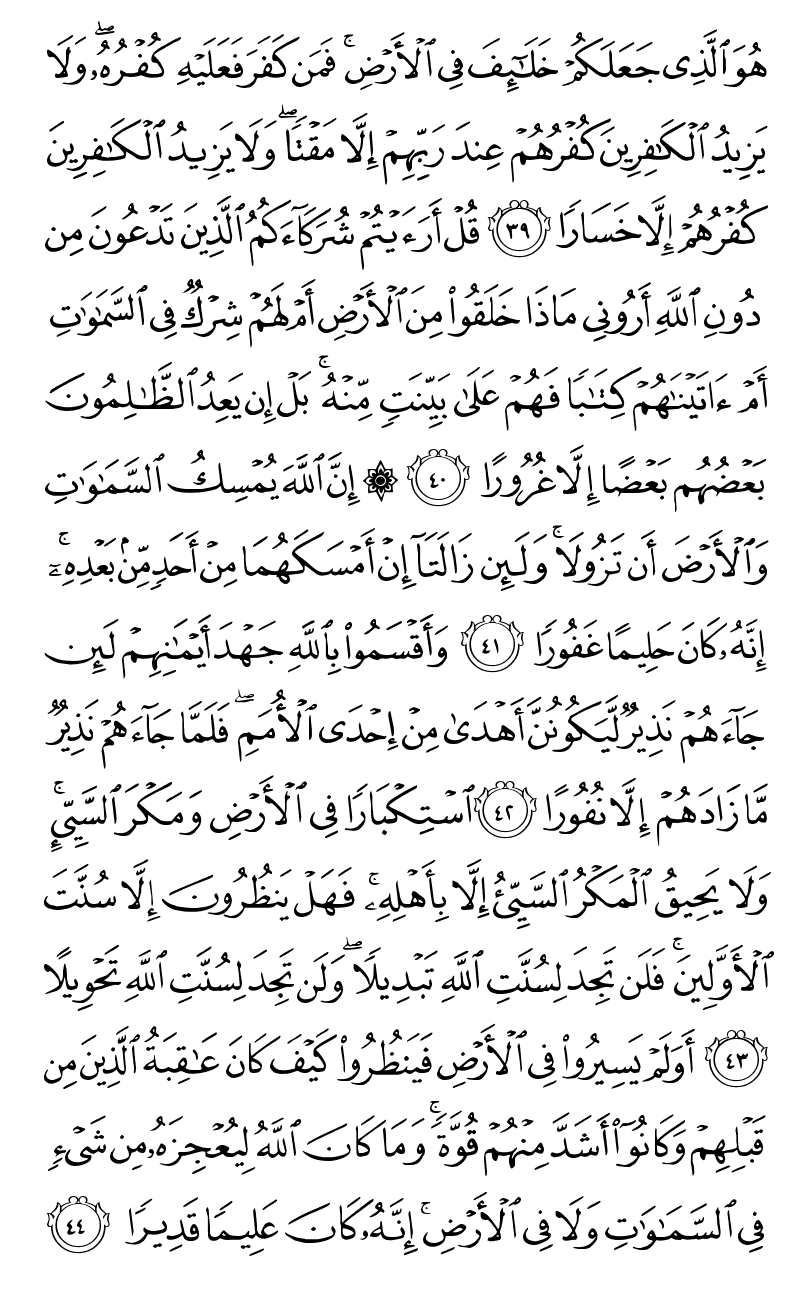 هُوَ ٱلَّذِى جَعَلَكُمْ خَلَـٰٓئِفَ فِى ٱلْأَرْضِ ۚ فَمَن كَفَرَ فَعَلَيْهِ كُفْرُهُۥ ۖ وَلَا
يَزِيدُ ٱلْكَـٰفِرِينَ كُفْرُهُمْ عِندَ رَبِّهِمْ إِلَّا مَقْتًا ۖ وَلَا يَزِيدُ ٱلْكَـٰفِرِينَ
كُفْرُهُمْ إِلَّا خَسَارًا ٣٩ قُلْ أَرَءَيْتُمْ شُرَكَآءَكُمُ ٱلَّذِينَ تَدْعُونَ مِن
دُونِ ٱللَّهِ أَرُونِى مَاذَا خَلَقُوا۟ مِنَ ٱلْأَرْضِ أَمْ لَهُمْ شِرْكٌ فِى ٱلسَّمَـٰوَٰتِ
أَمْ ءَاتَيْنَـٰهُمْ كِتَـٰبًا فَهُمْ عَلَىٰ بَيِّنَتٍ مِّنْهُ ۚ بَلْ إِن يَعِدُ ٱلظَّـٰلِمُونَ
بَعْضُهُم بَعْضًا إِلَّا غُرُورًا ٤٠ ۞ إِنَّ ٱللَّهَ يُمْسِكُ ٱلسَّمَـٰوَٰتِ
وَٱلْأَرْضَ أَن تَزُولَا ۚ وَلَئِن زَالَتَآ إِنْ أَمْسَكَهُمَا مِنْ أَحَدٍ مِّنۢ بَعْدِهِۦٓ ۚ
إِنَّهُۥ كَانَ حَلِيمًا غَفُورًا ٤١ وَأَقْسَمُوا۟ بِٱللَّهِ جَهْدَ أَيْمَـٰنِهِمْ لَئِن
جَآءَهُمْ نَذِيرٌ لَّيَكُونُنَّ أَهْدَىٰ مِنْ إِحْدَى ٱلْأُمَمِ ۖ فَلَمَّا جَآءَهُمْ نَذِيرٌ
مَّا زَادَهُمْ إِلَّا نُفُورًا ٤٢ ٱسْتِكْبَارًا فِى ٱلْأَرْضِ وَمَكْرَ ٱلسَّيِّئِ ۚ
وَلَا يَحِيقُ ٱلْمَكْرُ ٱلسَّيِّئُ إِلَّا بِأَهْلِهِۦ ۚ فَهَلْ يَنظُرُونَ إِلَّا سُنَّتَ
ٱلْأَوَّلِينَ ۚ فَلَن تَجِدَ لِسُنَّتِ ٱللَّهِ تَبْدِيلًا ۖ وَلَن تَجِدَ لِسُنَّتِ ٱللَّهِ تَحْوِيلًا
٤٣ أَوَلَمْ يَسِيرُوا۟ فِى ٱلْأَرْضِ فَيَنظُرُوا۟ كَيْفَ كَانَ عَـٰقِبَةُ ٱلَّذِينَ مِن
قَبْلِهِمْ وَكَانُوٓا۟ أَشَدَّ مِنْهُمْ قُوَّةً ۚ وَمَا كَانَ ٱللَّهُ لِيُعْجِزَهُۥ مِن شَىْءٍ
فِى ٱلسَّمَـٰوَٰتِ وَلَا فِى ٱلْأَرْضِ ۚ إِنَّهُۥ كَانَ عَلِيمًا قَدِيرًا ٤٤